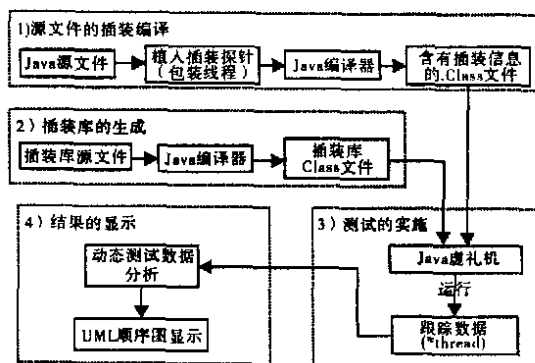 1)源文件的插装编译
Java源文件
植入插装探针
(包装线程)
Java编译器
含有插装信息
的.Class文件
2）插装库的生成
插装库源文件
Java编译器
插装库
Class文件
4）结果的显示
动态测试数据
分析
UML顺序图显示
3）测试的实施
Java虚礼机
运行
跟踪数据
(*thread)